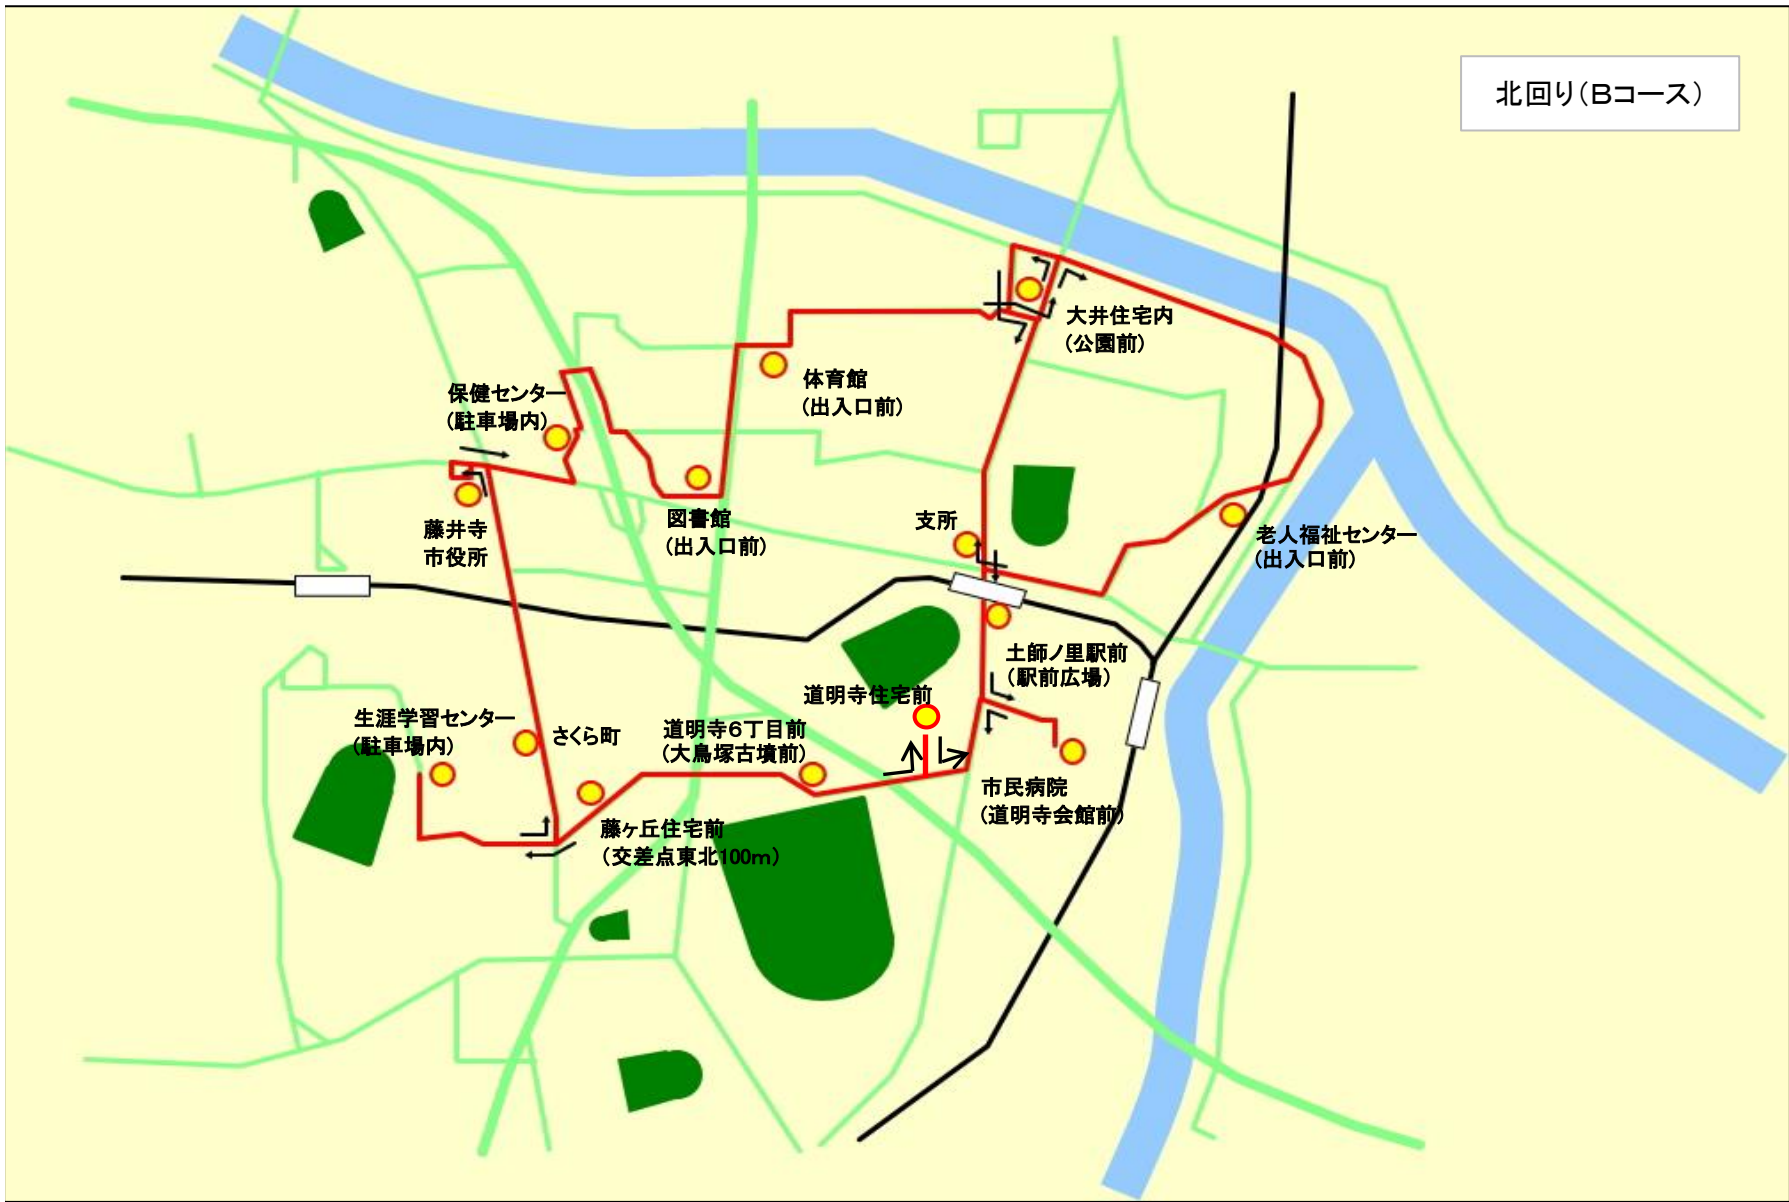 北回り(Bコース)
大井住宅内
(公園前)
体育館
(出入口前)
保健センター
(駐車場内)
図書館
(出入口前)
藤井寺
市役所
支所
老人福祉センター
(出入口前)
土師ノ里駅前
(駅前広場)
道明寺住宅前
生涯学習センター
(駐車場内)
さくら町
道明寺6丁目前
(大鳥塚古墳前)
市民病院
(道明寺会館前)
藤ヶ丘住宅前
(交差点東北100m)